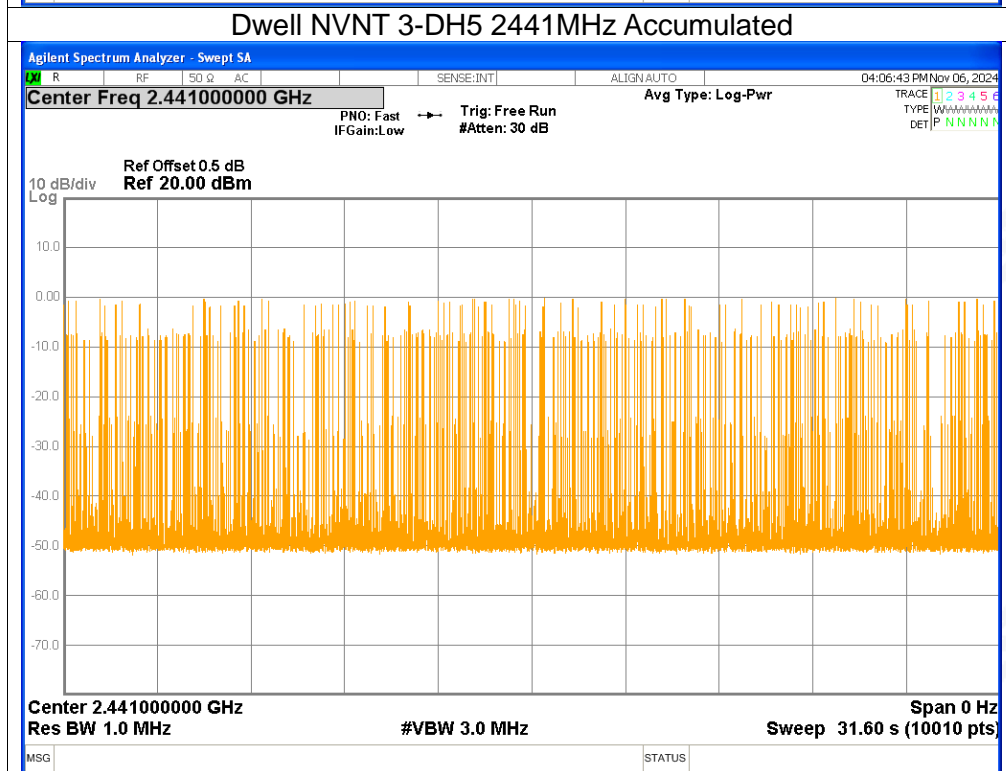 Dwell NVNT 3-DH5 2441MHz Accumulated
Agilent Spectrum Analyzer - Swept SA
LXI R RF 50 Ω AC SENSE:INT ALIGN AUTO 04:06:43 PM Nov 06, 2024
Center Freq 2.441000000 GHz Avg Type: Log-Pwr TRACE 1 2 3 4 5 6
PNO: Fast Trig: Free Run TYPE W
IFGain:Low #Atten: 30 dB DET P N N N N N
Ref Offset 0.5 dB
10 dB/div Ref 20.00 dBm
Log
10.0
0.00
-10.0
-20.0
-30.0
-40.0
-50.0
-60.0
-70.0
Center 2.441000000 GHz Span 0 Hz
Res BW 1.0 MHz #VBW 3.0 MHz Sweep 31.60 s (10010 pts)
MSG STATUS